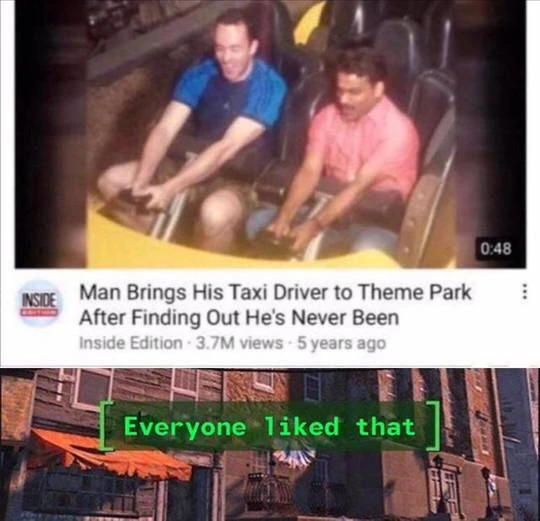 0:48
INSIDE
EDITION
Man Brings His Taxi Driver to Theme Park
After Finding Out He's Never Been
Inside Edition · 3.7M views · 5 years ago
[Everyone liked that]